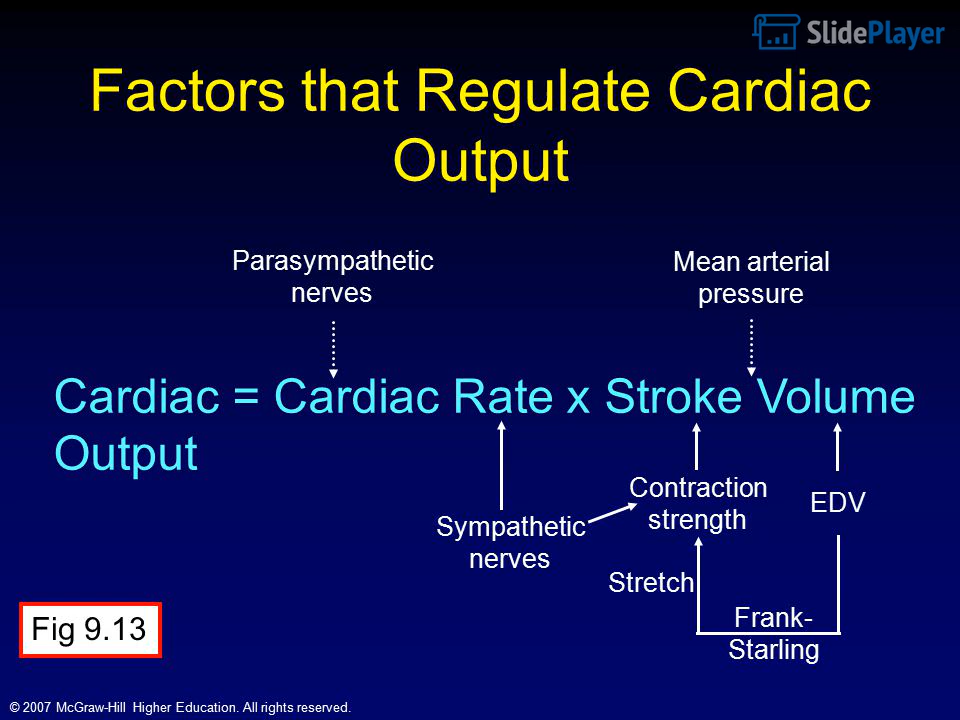 SlidePlayer
Factors that Regulate Cardiac
Output
Parasympathetic
nerves
Mean arterial
pressure
Cardiac = Cardiac Rate x Stroke Volume
Output
Contraction
strength
EDV
Sympathetic
nerves
Stretch
Frank-
Starling
Fig 9.13
© 2007 McGraw-Hill Higher Education. All rights reserved.